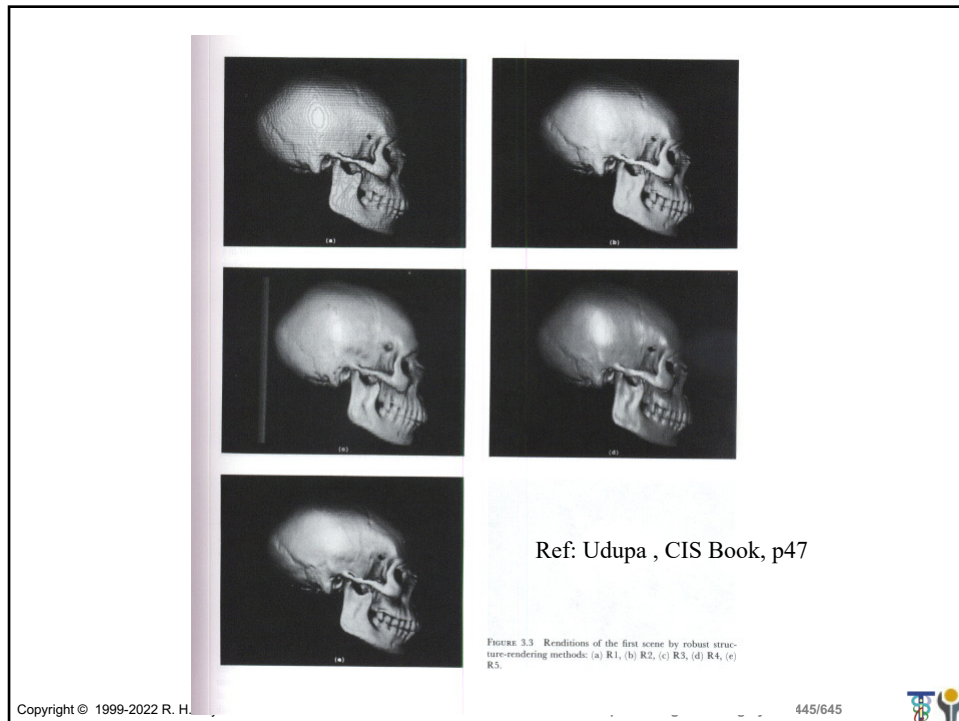 (a)
(b)
(c)
(d)
(e)
Ref: Udupa , CIS Book, p47
FIGURE 3.3 Renditions of the first scene by robust struc-
ture-rendering methods: (a) R1, (b) R2, (c) R3, (d) R4, (e)
R5.
Copyright © 1999-2022 R. H.
445/645